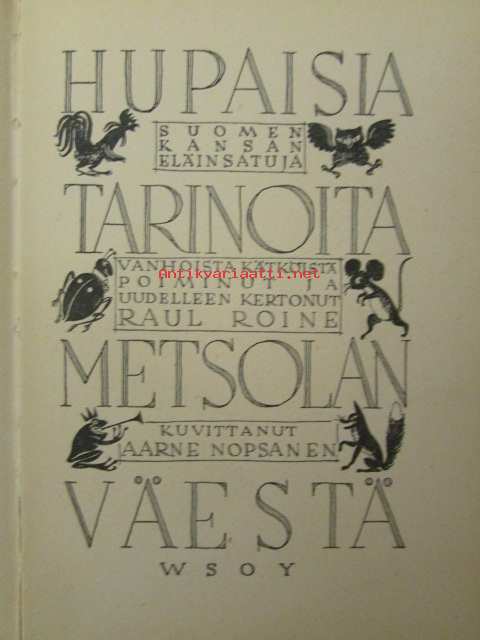 HUPAISIA
SUOMEN
KANSAN
ELÄINSATUJA
TARINOITA
VANHOISTA KÄTKÖISTÄ
antikvariaatti.net
POIMINUT JA
UUDELLEEN KERTONUT
RAUL ROINE
METSOLAN
KUVITTANUT
AARNE NOPSANEN
VÄESTÄ
WSOY